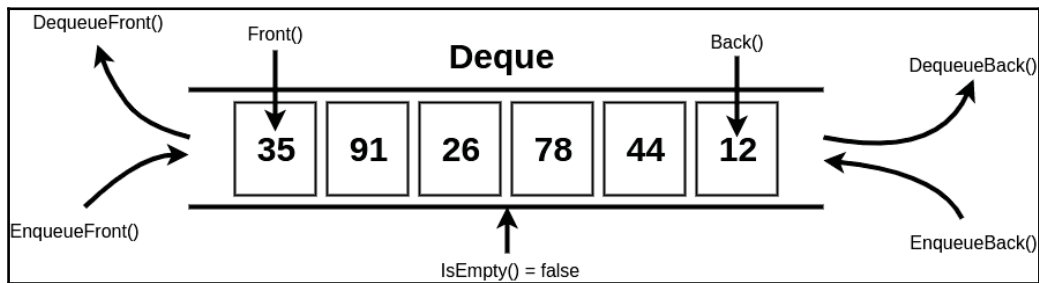 DequeueFront()
Front()
Deque
Back()
DequeueBack()
35 91 26 78 44 12
EnqueueFront()
EnqueueBack()
IsEmpty() = false